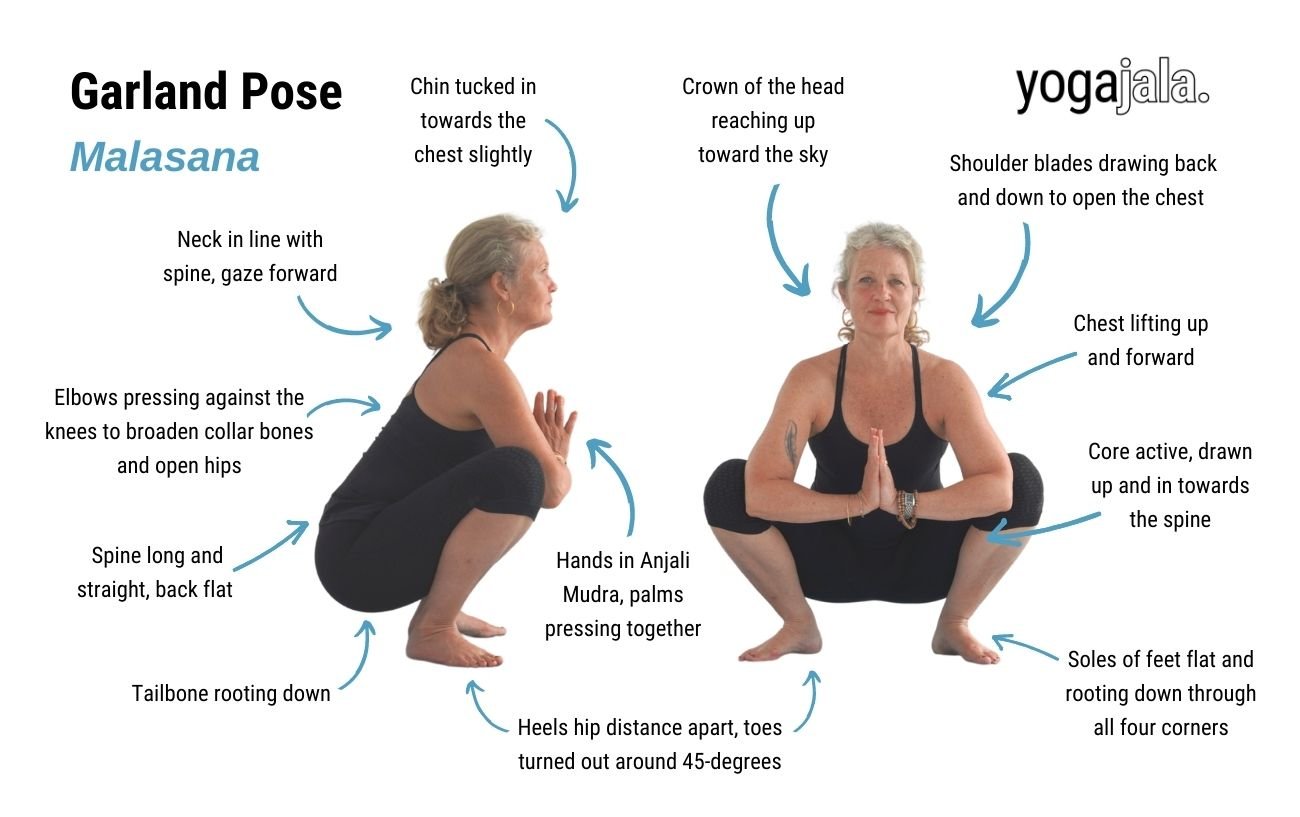 Garland Pose
Malasana
Chin tucked in
towards the
chest slightly
Crown of the head
reaching up
toward the sky
yogajala.
Shoulder blades drawing back
and down to open the chest
Neck in line with
spine, gaze forward
Chest lifting up
and forward
Elbows pressing against the
knees to broaden collar bones
and open hips
Core active, drawn
up and in towards
the spine
Spine long and
straight, back flat
Hands in Anjali
Mudra, palms
pressing together
Tailbone rooting down
Soles of feet flat and
rooting down through
all four corners
Heels hip distance apart, toes
turned out around 45-degrees